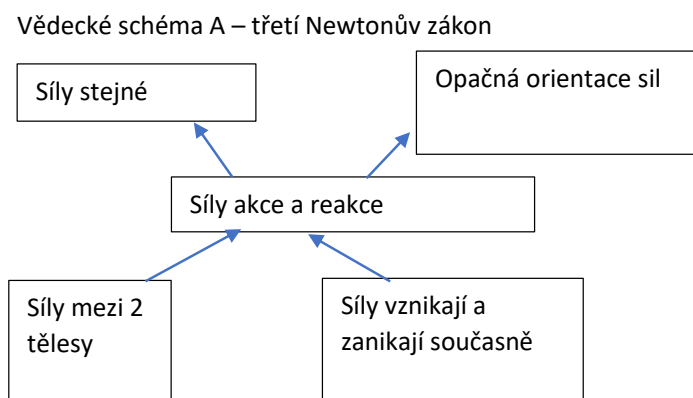 Vědecké schéma A – třetí Newtonův zákon
Síly stejné
Opačná orientace sil
Síly akce a reakce
Síly mezi 2
tělesy
Síly vznikají a
zanikají současně